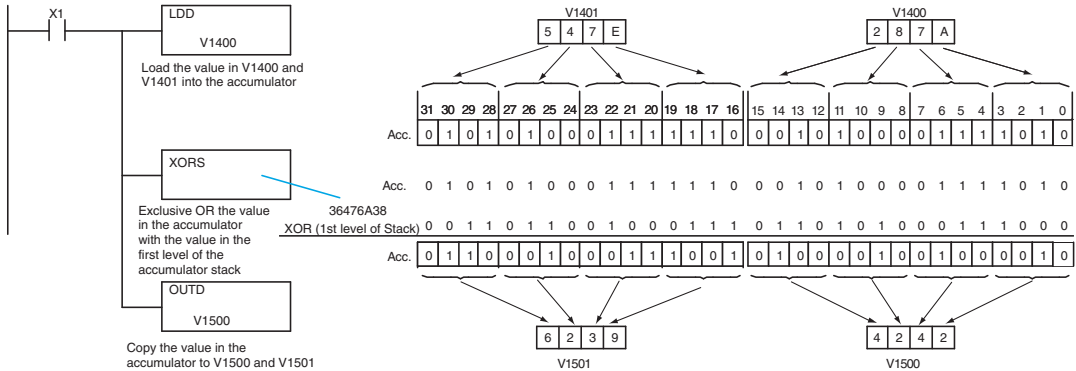 X1
LDD
V1400
Load the value in V1400 and
V1401 into the accumulator
XORS
Exclusive OR the value
in the accumulator
with the value in the
first level of the
accumulator stack
OUTD
V1500
Copy the value in the
accumulator to V1500 and V1501
V1401 V1400
5 4 7 E 2 8 7 A
31 30 29 28 27 26 25 24 23 22 21 20 19 18 17 16 15 14 13 12 11 10 9 8 7 6 5 4 3 2 1 0
Acc. 0 1 0 1 0 1 0 0 0 1 1 1 1 1 1 0 0 0 1 0 1 0 0 0 0 1 1 1 1 0 1 0
Acc. 0 1 0 1 0 1 0 0 0 1 1 1 1 1 1 0 0 0 1 0 1 0 0 0 0 1 1 1 1 0 1 0
36476A38
XOR (1st level of Stack) 0 0 1 1 0 1 1 0 0 1 0 0 0 1 1 1 0 1 1 0 1 0 1 0 0 0 1 1 1 0 0 0
Acc. 0 1 1 0 0 0 1 0 0 0 1 1 1 0 0 1 0 1 0 0 0 0 1 0 0 1 0 0 0 0 1 0
6 2 3 9 4 2 4 2
V1501 V1500